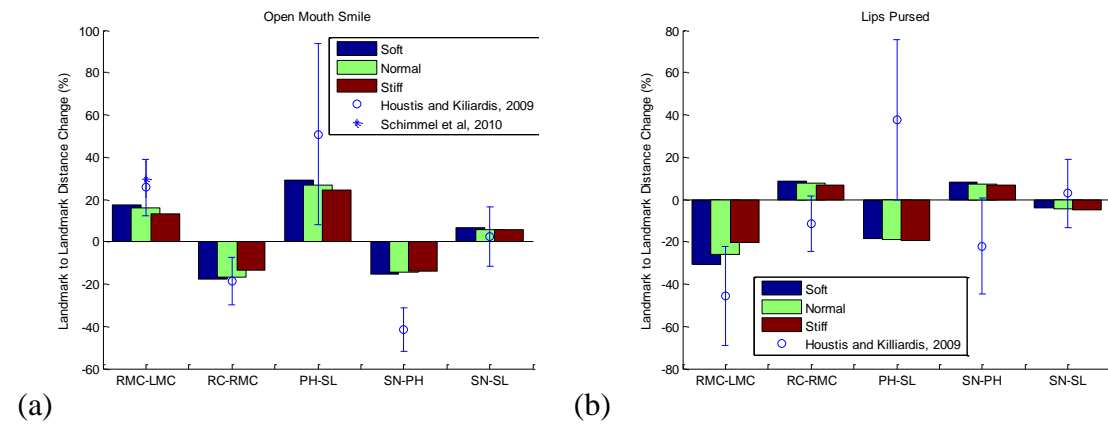 Open Mouth Smile
Landmark to Landmark Distance Change (%)
100
80
60
40
20
0
-20
-40
-60
Soft
Normal
Stiff
Houstis and Kiliardis, 2009
Schimmel et al, 2010
RMC-LMC RC-RMC PH-SL SN-PH SN-SL
(a)
Lips Pursed
Landmark to Landmark Distance Change (%)
80
60
40
20
0
-20
-40
-60
-80
Soft
Normal
Stiff
Houstis and Killiardis, 2009
RMC-LMC RC-RMC PH-SL SN-PH SN-SL
(b)